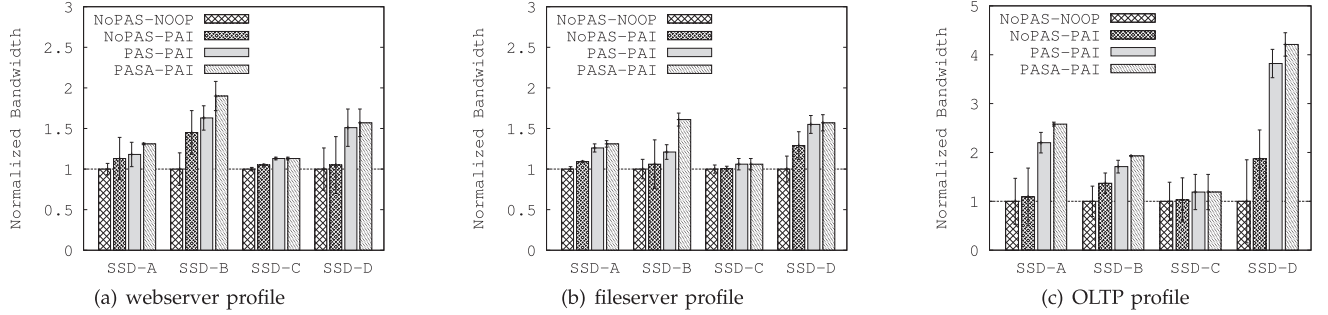 3
2.5
2
1.5
1
0.5
0
Normalized Bandwidth
NoPAS-NOOP
NoPAS-PAI
PAS-PAI
PASA-PAI
SSD-A SSD-B SSD-C SSD-D
(a) webserver profile
3
2.5
2
1.5
1
0.5
0
Normalized Bandwidth
NoPAS-NOOP
NoPAS-PAI
PAS-PAI
PASA-PAI
SSD-A SSD-B SSD-C SSD-D
(b) fileserver profile
5
4
3
2
1
0
Normalized Bandwidth
NoPAS-NOOP
NoPAS-PAI
PAS-PAI
PASA-PAI
SSD-A SSD-B SSD-C SSD-D
(c) OLTP profile